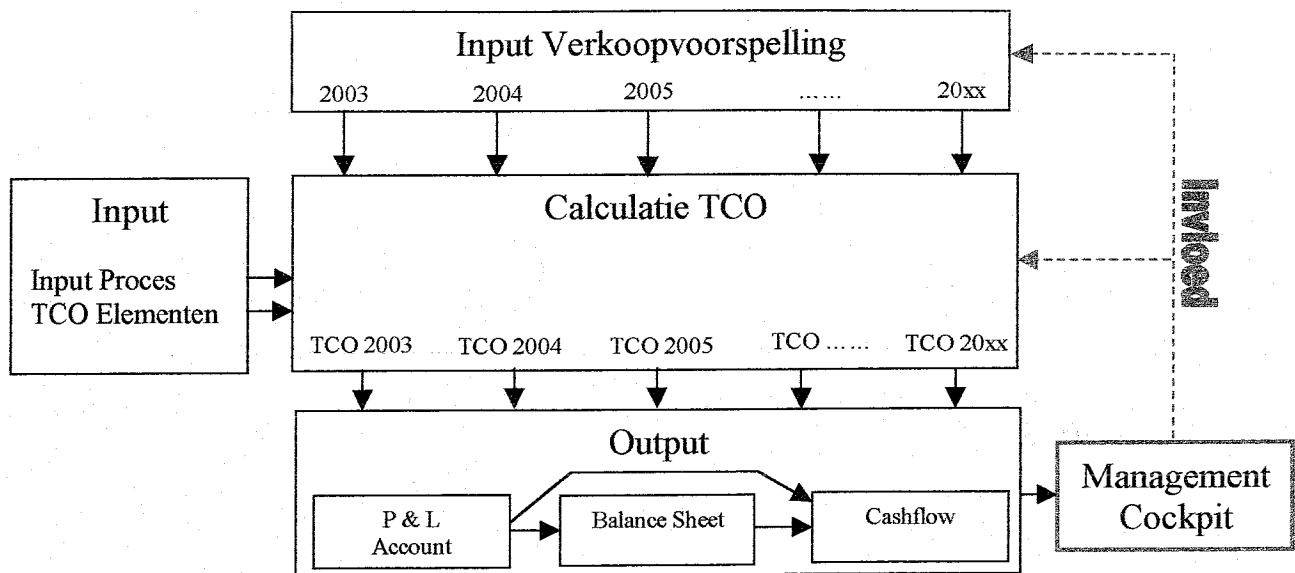 Input Verkoopvoorspelling
2003 2004 2005 …… 20xx
Input
Input Proces
TCO Elementen
Calculatie TCO
TCO 2003 TCO 2004 TCO 2005 TCO …… TCO 20xx
Invloed
Output
P & L
Account
Balance Sheet
Cashflow
Management
Cockpit